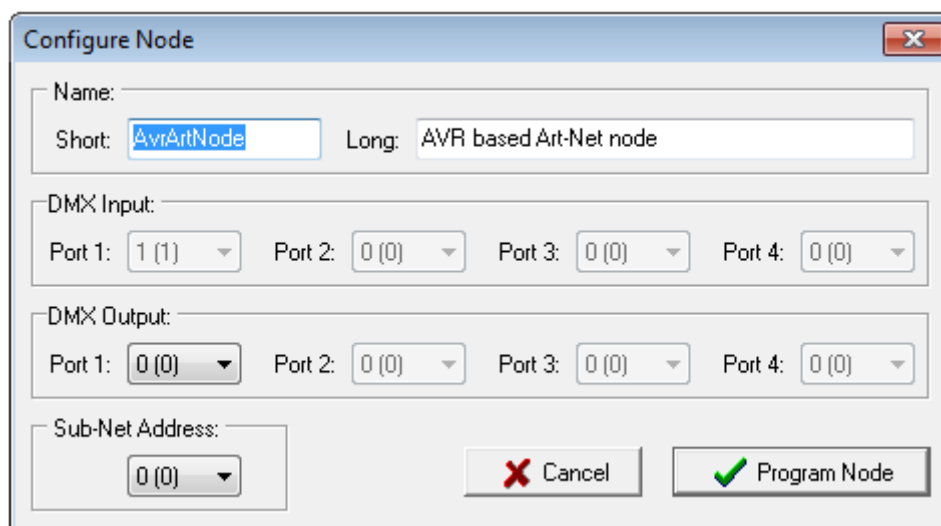 Configure Node
Name:
Short: AvrArtNode Long: AVR based Art-Net node
DMX Input:
Port 1: 1 (1) Port 2: 0 (0) Port 3: 0 (0) Port 4: 0 (0)
DMX Output:
Port 1: 0 (0) Port 2: 0 (0) Port 3: 0 (0) Port 4: 0 (0)
Sub-Net Address:
0 (0) Cancel Program Node